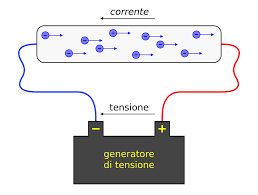 corrente
tensione
− +
generatore
di tensione